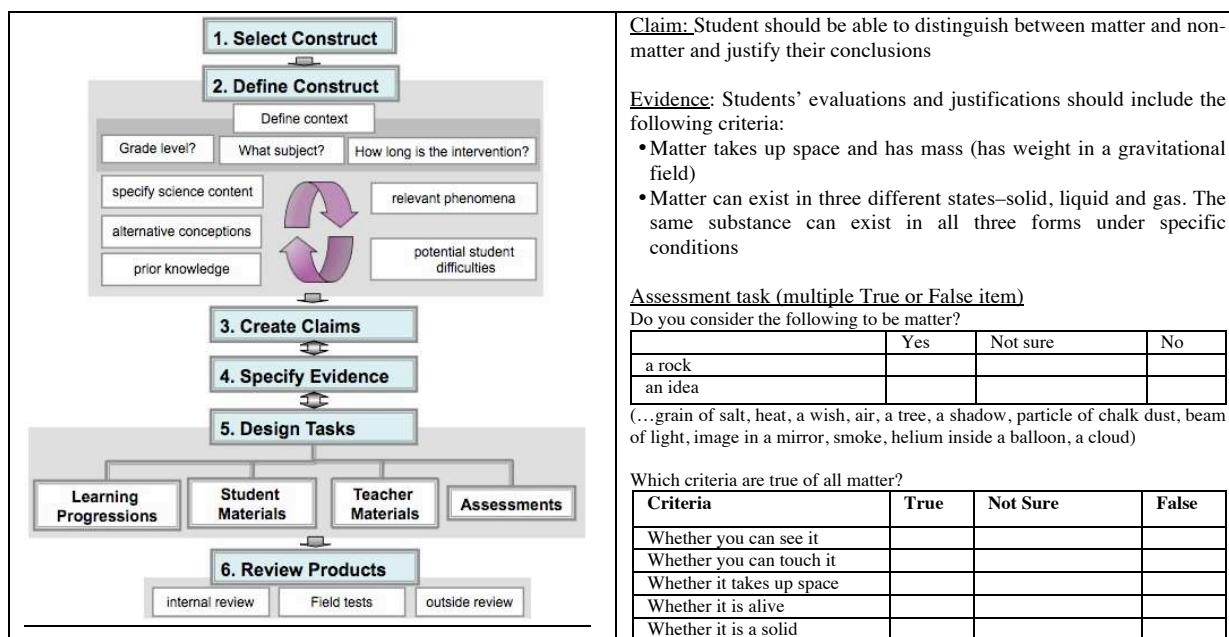 1. Select Construct
2. Define Construct
Define context
Grade level?
What subject?
How long is the intervention?
specify science content
relevant phenomena
alternative conceptions
potential student
difficulties
prior knowledge
3. Create Claims
4. Specify Evidence
5. Design Tasks
Learning
Progressions
Student
Materials
Teacher
Materials
Assessments
6. Review Products
internal review
Field tests
outside review
Claim: Student should be able to distinguish between matter and non-
matter and justify their conclusions
Evidence: Students’ evaluations and justifications should include the
following criteria:
• Matter takes up space and has mass (has weight in a gravitational
field)
• Matter can exist in three different states–solid, liquid and gas. The
same substance can exist in all three forms under specific
conditions
Assessment task (multiple True or False item)
Do you consider the following to be matter?
Yes Not sure No
a rock
an idea
(…grain of salt, heat, a wish, air, a tree, a shadow, particle of chalk dust, beam
of light, image in a mirror, smoke, helium inside a balloon, a cloud)
Which criteria are true of all matter?
Criteria True Not Sure False
Whether you can see it
Whether you can touch it
Whether it takes up space
Whether it is alive
Whether it is a solid